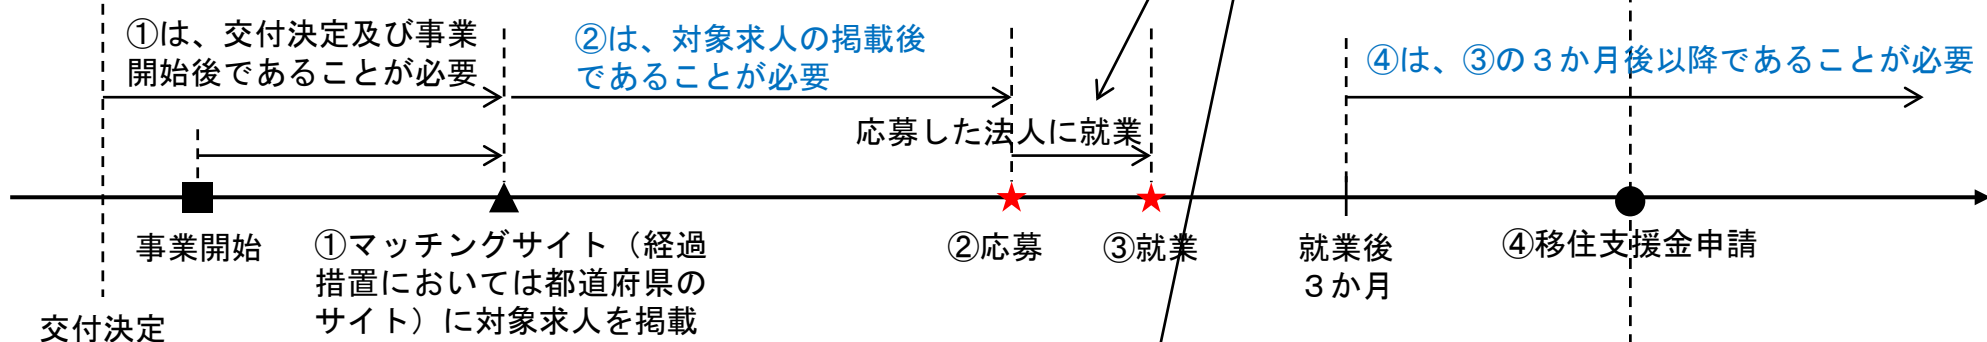 ①は、交付決定及び事業
開始後であることが必要
②は、対象求人の掲載後
であることが必要
④は、③の３か月後以降であることが必要
応募した法人に就業
事業開始
①マッチングサイト（経過
措置においては都道府県の
サイト）に対象求人を掲載
②応募
③就業
就業後
３か月
④移住支援金申請
交付決定